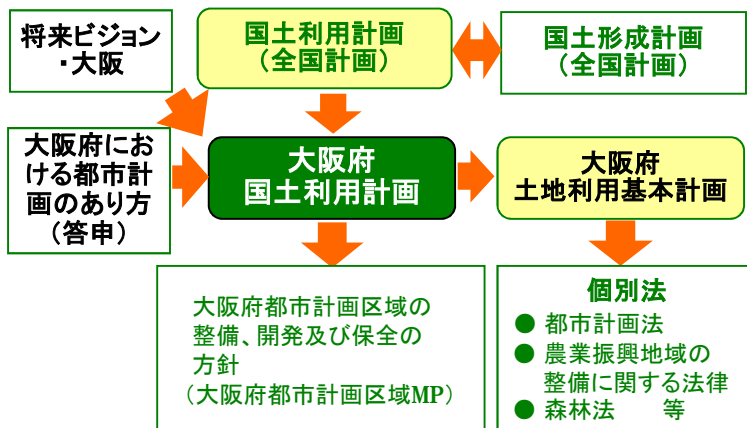 将来ビジョン
・大阪
国土利用計画
（全国計画）
国土形成計画
（全国計画）
大阪府にお
ける都市計
画のあり方
（答申）
大阪府
国土利用計画
大阪府
土地利用基本計画
大阪府都市計画区域の
整備、開発及び保全の
方針
（大阪府都市計画区域MP）
個別法
● 都市計画法
● 農業振興地域の
整備に関する法律
● 森林法　　等